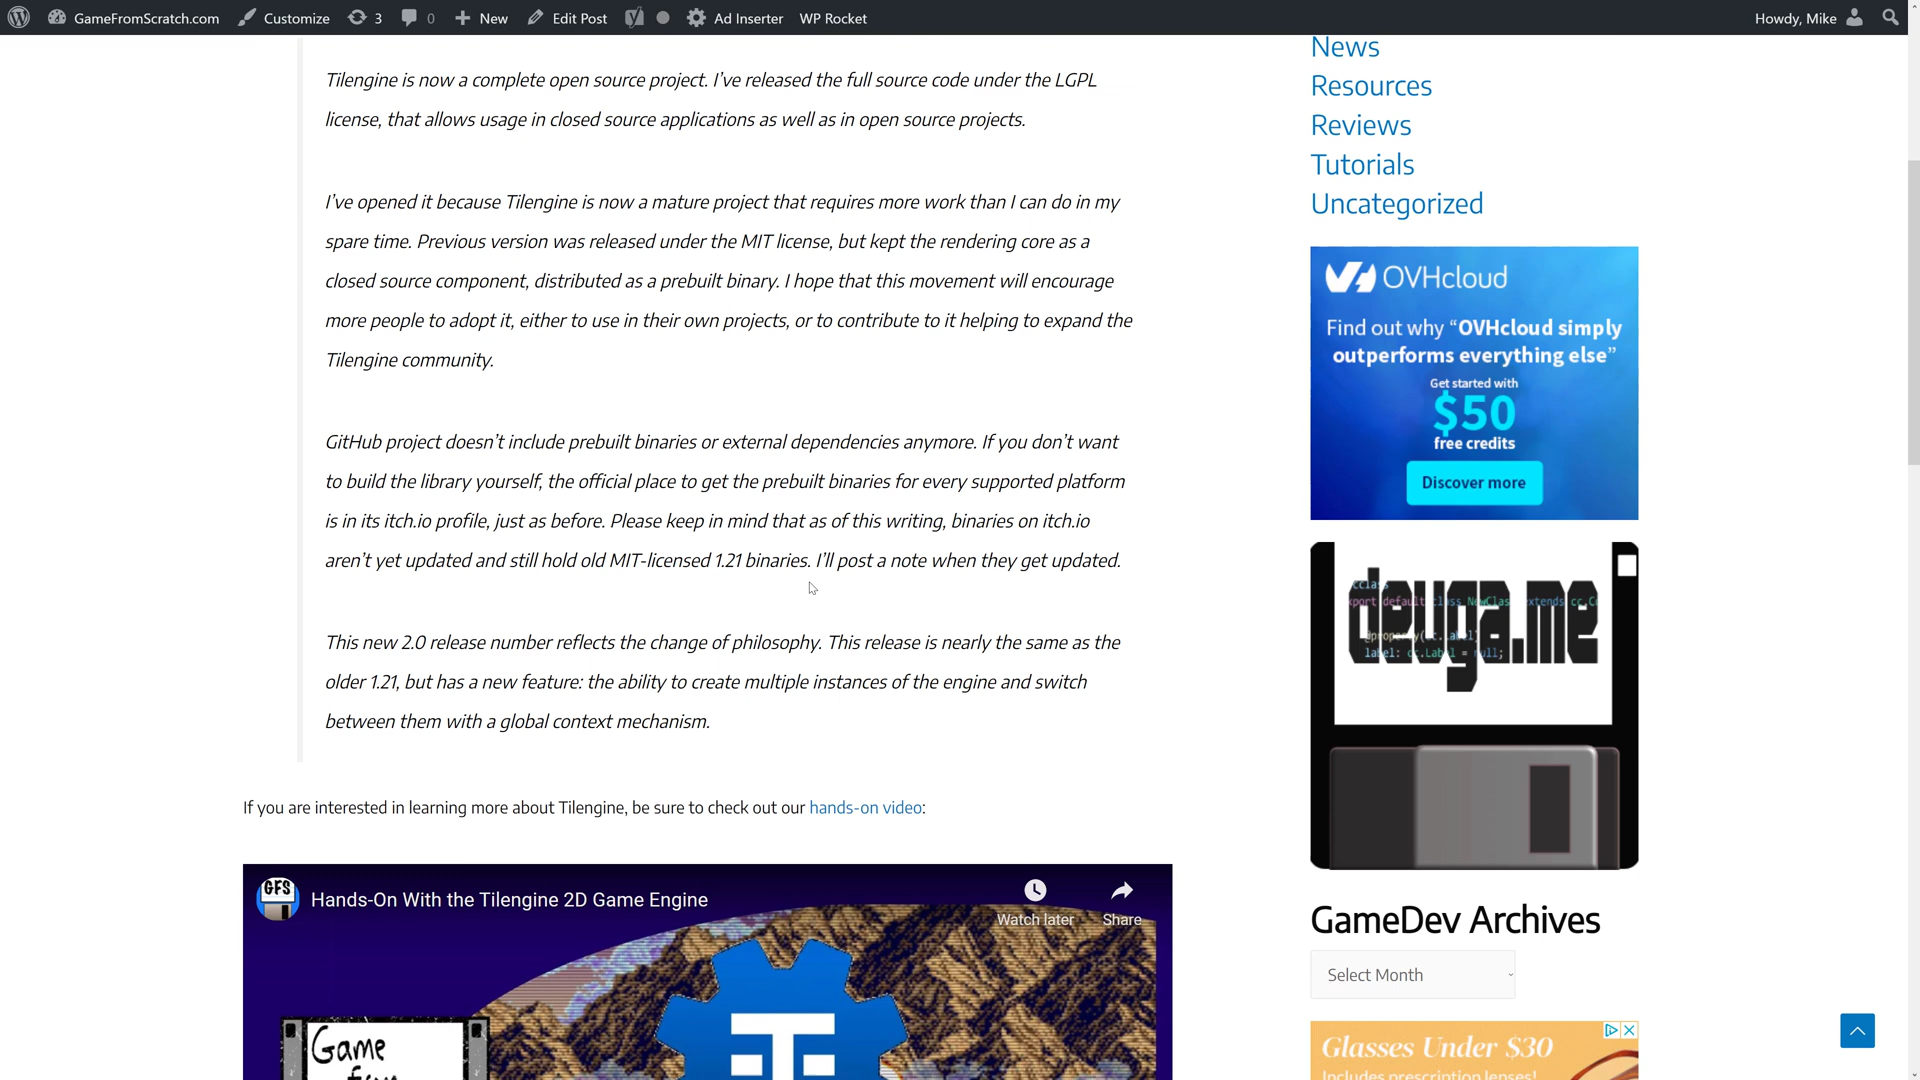 GameFromScratch.com Customize 3 0 New Edit Post Ad Inserter WP Rocket Howdy, Mike
Tilengine is now a complete open source project. I've released the full source code under the LGPL
license, that allows usage in closed source applications as well as in open source projects.
I've opened it because Tilengine is now a mature project that requires more work than I can do in my
spare time. Previous version was released under the MIT license, but kept the rendering core as a
closed source component, distributed as a prebuilt binary. I hope that this movement will encourage
more people to adopt it, either to use in their own projects, or to contribute to it helping to expand the
Tilengine community.
GitHub project doesn't include prebuilt binaries or external dependencies anymore. If you don't want
to build the library yourself, the official place to get the prebuilt binaries for every supported platform
is in its itch.io profile, just as before. Please keep in mind that as of this writing, binaries on itch.io
aren't yet updated and still hold old MIT-licensed 1.21 binaries. I'll post a note when they get updated.
This new 2.0 release number reflects the change of philosophy. This release is nearly the same as the
older 1.21, but has a new feature: the ability to create multiple instances of the engine and switch
between them with a global context mechanism.
If you are interested in learning more about Tilengine, be sure to check out our hands-on video:
GFS
Hands-On With the Tilengine 2D Game Engine
Watch later
Share
Game
from
News
Resources
Reviews
Tutorials
Uncategorized
OVHcloud
Find out why “OVHcloud simply
outperforms everything else”
Get started with
$50
free credits
Discover more
devga.me
GameDev Archives
Select Month
Glasses Under $30
Includes prescription lenses!